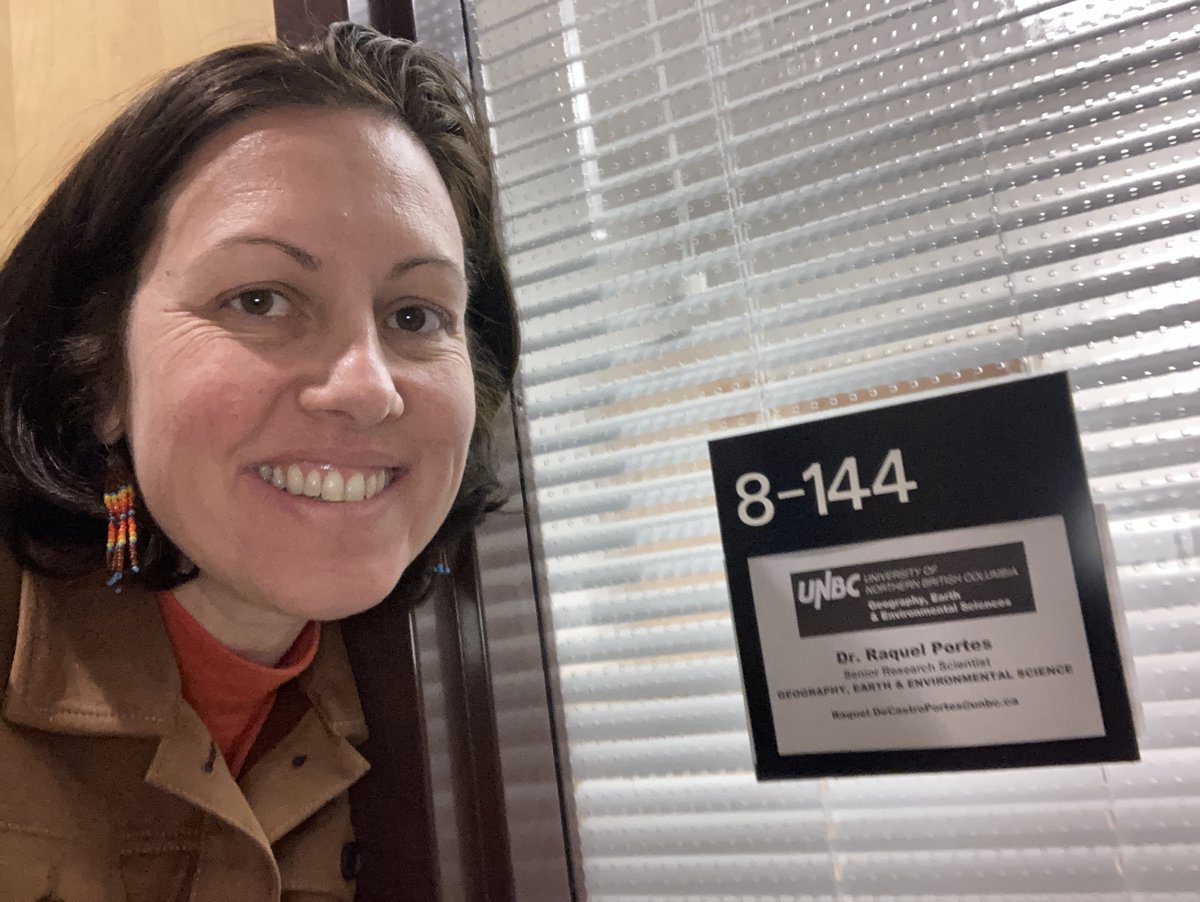 8-144
UNBC UNIVERSITY OF
NORTHERN BRITISH COLUMBIA
Geography, Earth
& Environmental Sciences
Dr. Raquel Portes
Senior Research Scientist
GEOGRAPHY, EARTH & ENVIRONMENTAL SCIENCE
Raquel.DeCastroPortes@unbc.ca